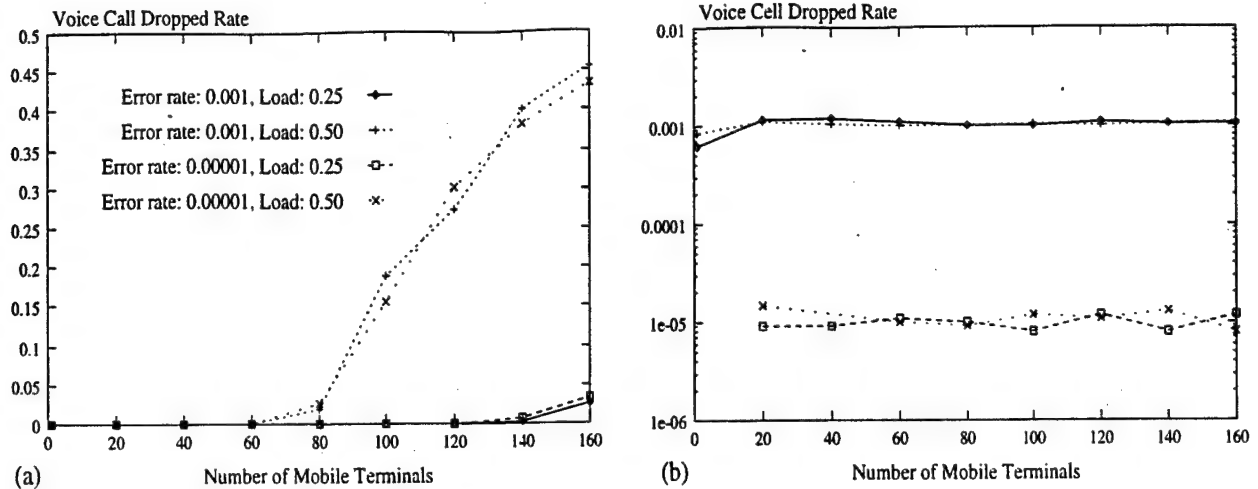 Voice Call Dropped Rate
0.5
0.45
0.4
0.35
0.3
0.25
0.2
0.15
0.1
0.05
0
Error rate: 0.001, Load: 0.25
Error rate: 0.001, Load: 0.50
Error rate: 0.00001, Load: 0.25
Error rate: 0.00001, Load: 0.50
0 20 40 60 80 100 120 140 160
(a) Number of Mobile Terminals
Voice Cell Dropped Rate
0.01
0.001
0.0001
1e-05
1e-06
0 20 40 60 80 100 120 140 160
(b) Number of Mobile Terminals